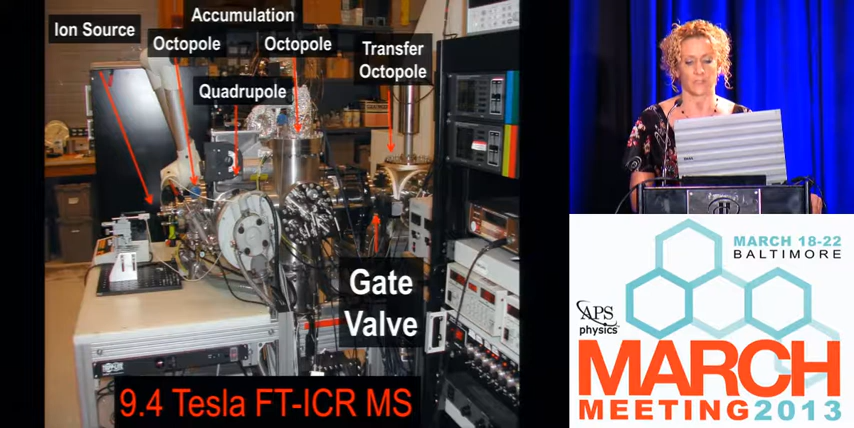 Ion Source
Accumulation
Octopole
Octopole
Transfer
Octopole
Quadrupole
Gate
Valve
9.4 Tesla FT-ICR MS
MARCH 18-22
BALTIMORE
APS
physics
MARCH
MEETING2013